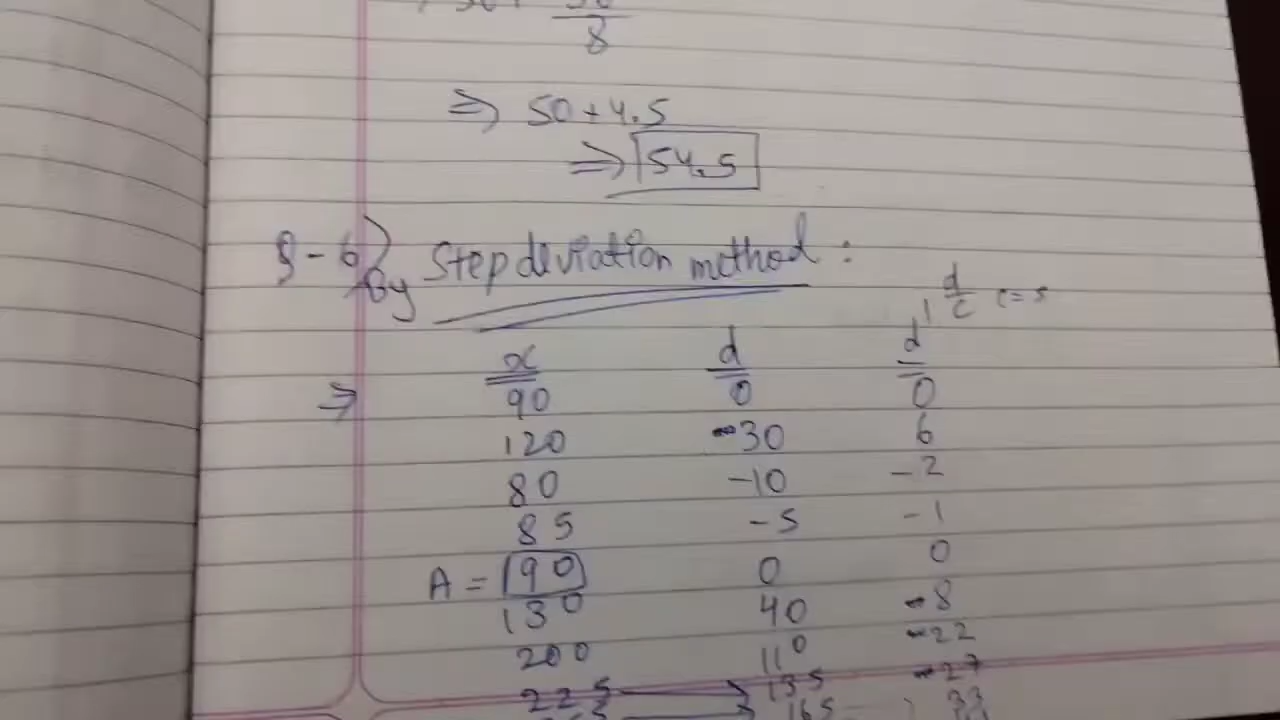 8
⇒ 50 + 4.5
⇒ 54.5
8-6) By Step deviation method :
x d d' d/c c = 5
⇒ 90 0 0
120 30 6
80 -10 -2
85 -5 -1
A = 90 0 0
130 40 8
200 110 22
225 135 27
165 33